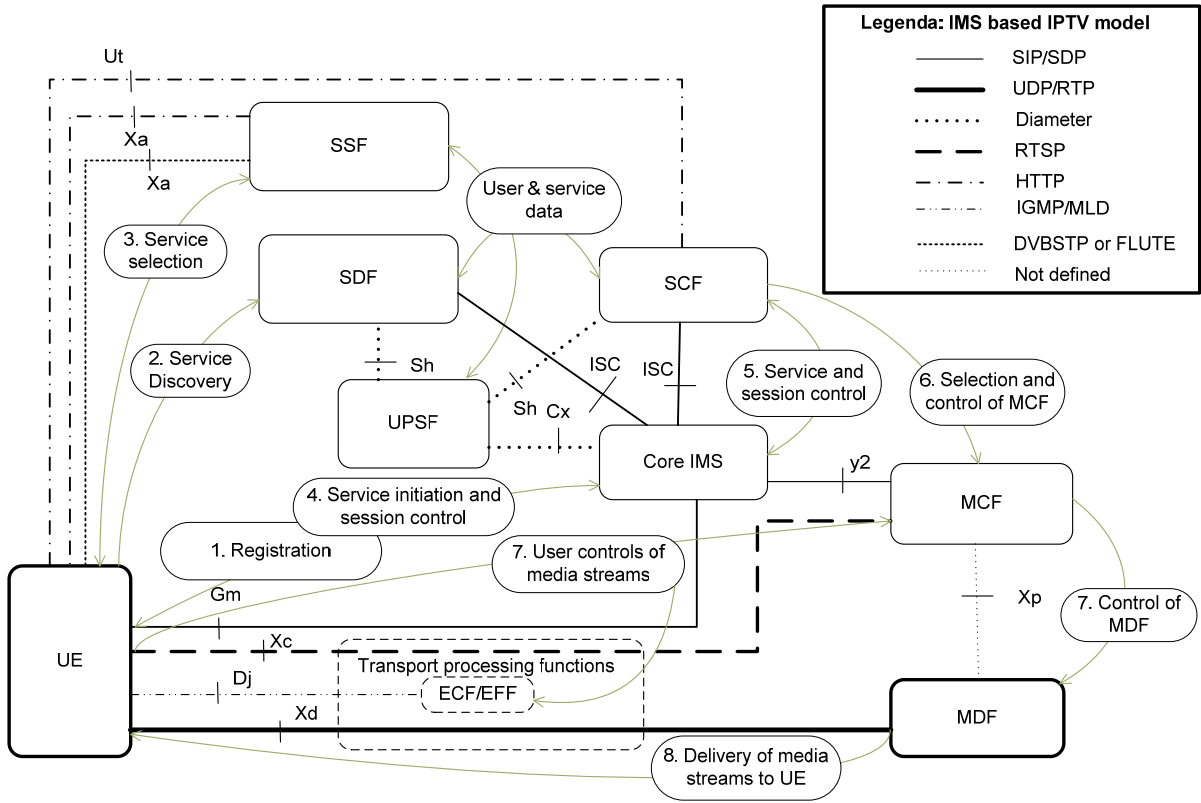 Legenda: IMS based IPTV model
SIP/SDP
UDP/RTP
Diameter
RTSP
HTTP
IGMP/MLD
DVBSTP or FLUTE
Not defined
Ut
Xa
Xa
SSF
User & service
data
3. Service
selection
SDF
SCF
2. Service
Discovery
Sh
ISC
ISC
5. Service and
session control
6. Selection and
control of MCF
UPSF
Sh
Cx
Core IMS
y2
MCF
4. Service initiation and
session control
1. Registration
7. User controls of
media streams
Gm
Xp
7. Control of
MDF
UE
Xc
Transport processing functions
Dj
ECF/EFF
Xd
MDF
8. Delivery of media
streams to UE